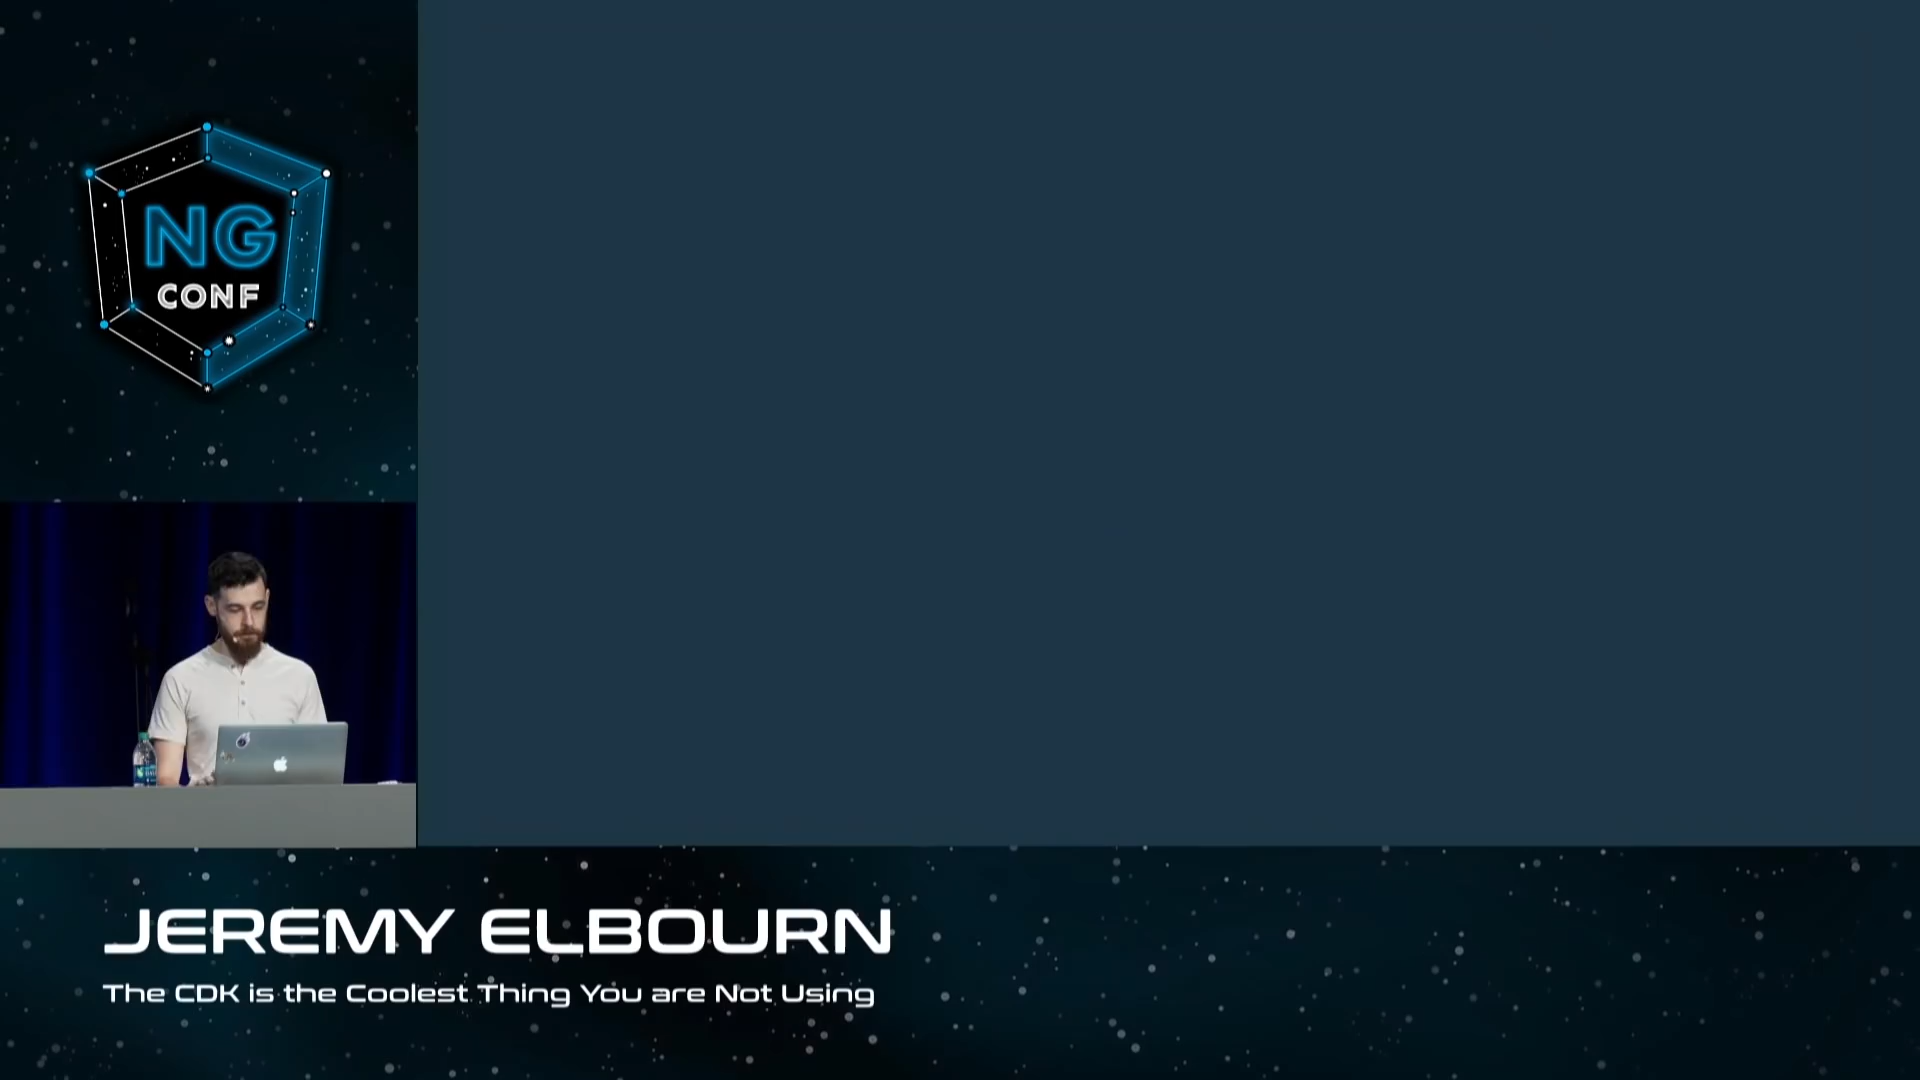 NG
CONF
JEREMY ELBOURN
The CDK is the Coolest Thing You are Not Using